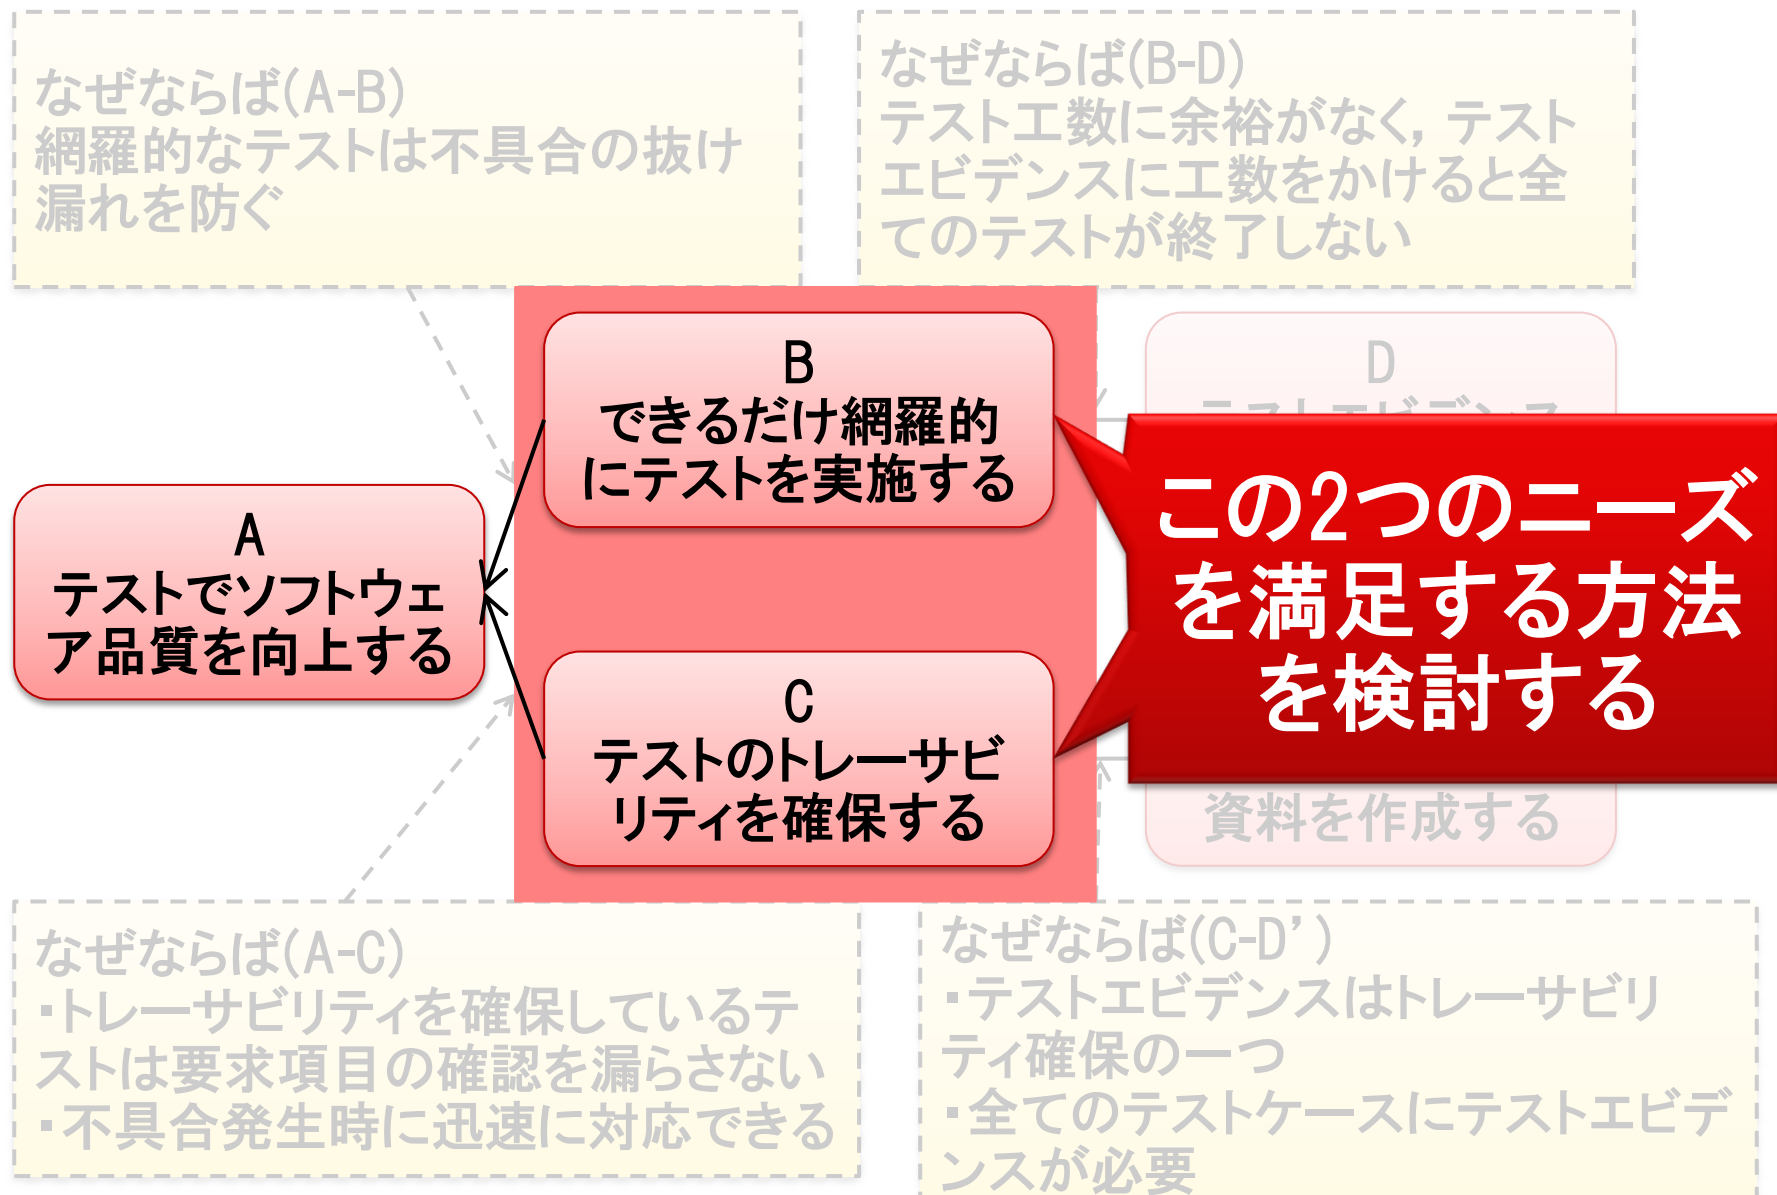 なぜならば(A-B)
網羅的なテストは不具合の抜け
漏れを防ぐ
なぜならば(B-D)
テスト工数に余裕がなく，テスト
エビデンスに工数をかけると全
てのテストが終了しない
B
できるだけ網羅的
にテストを実施する
D
テストエビデンス
A
テストでソフトウェ
ア品質を向上する
この2つのニーズ
を満足する方法
を検討する
C
テストのトレーサビ
リティを確保する
資料を作成する
なぜならば(A-C)
・トレーサビリティを確保しているテ
ストは要求項目の確認を漏らさない
・不具合発生時に迅速に対応できる
なぜならば(C-D’)
・テストエビデンスはトレーサビリ
ティ確保の一つ
・全てのテストケースにテストエビデ
ンスが必要